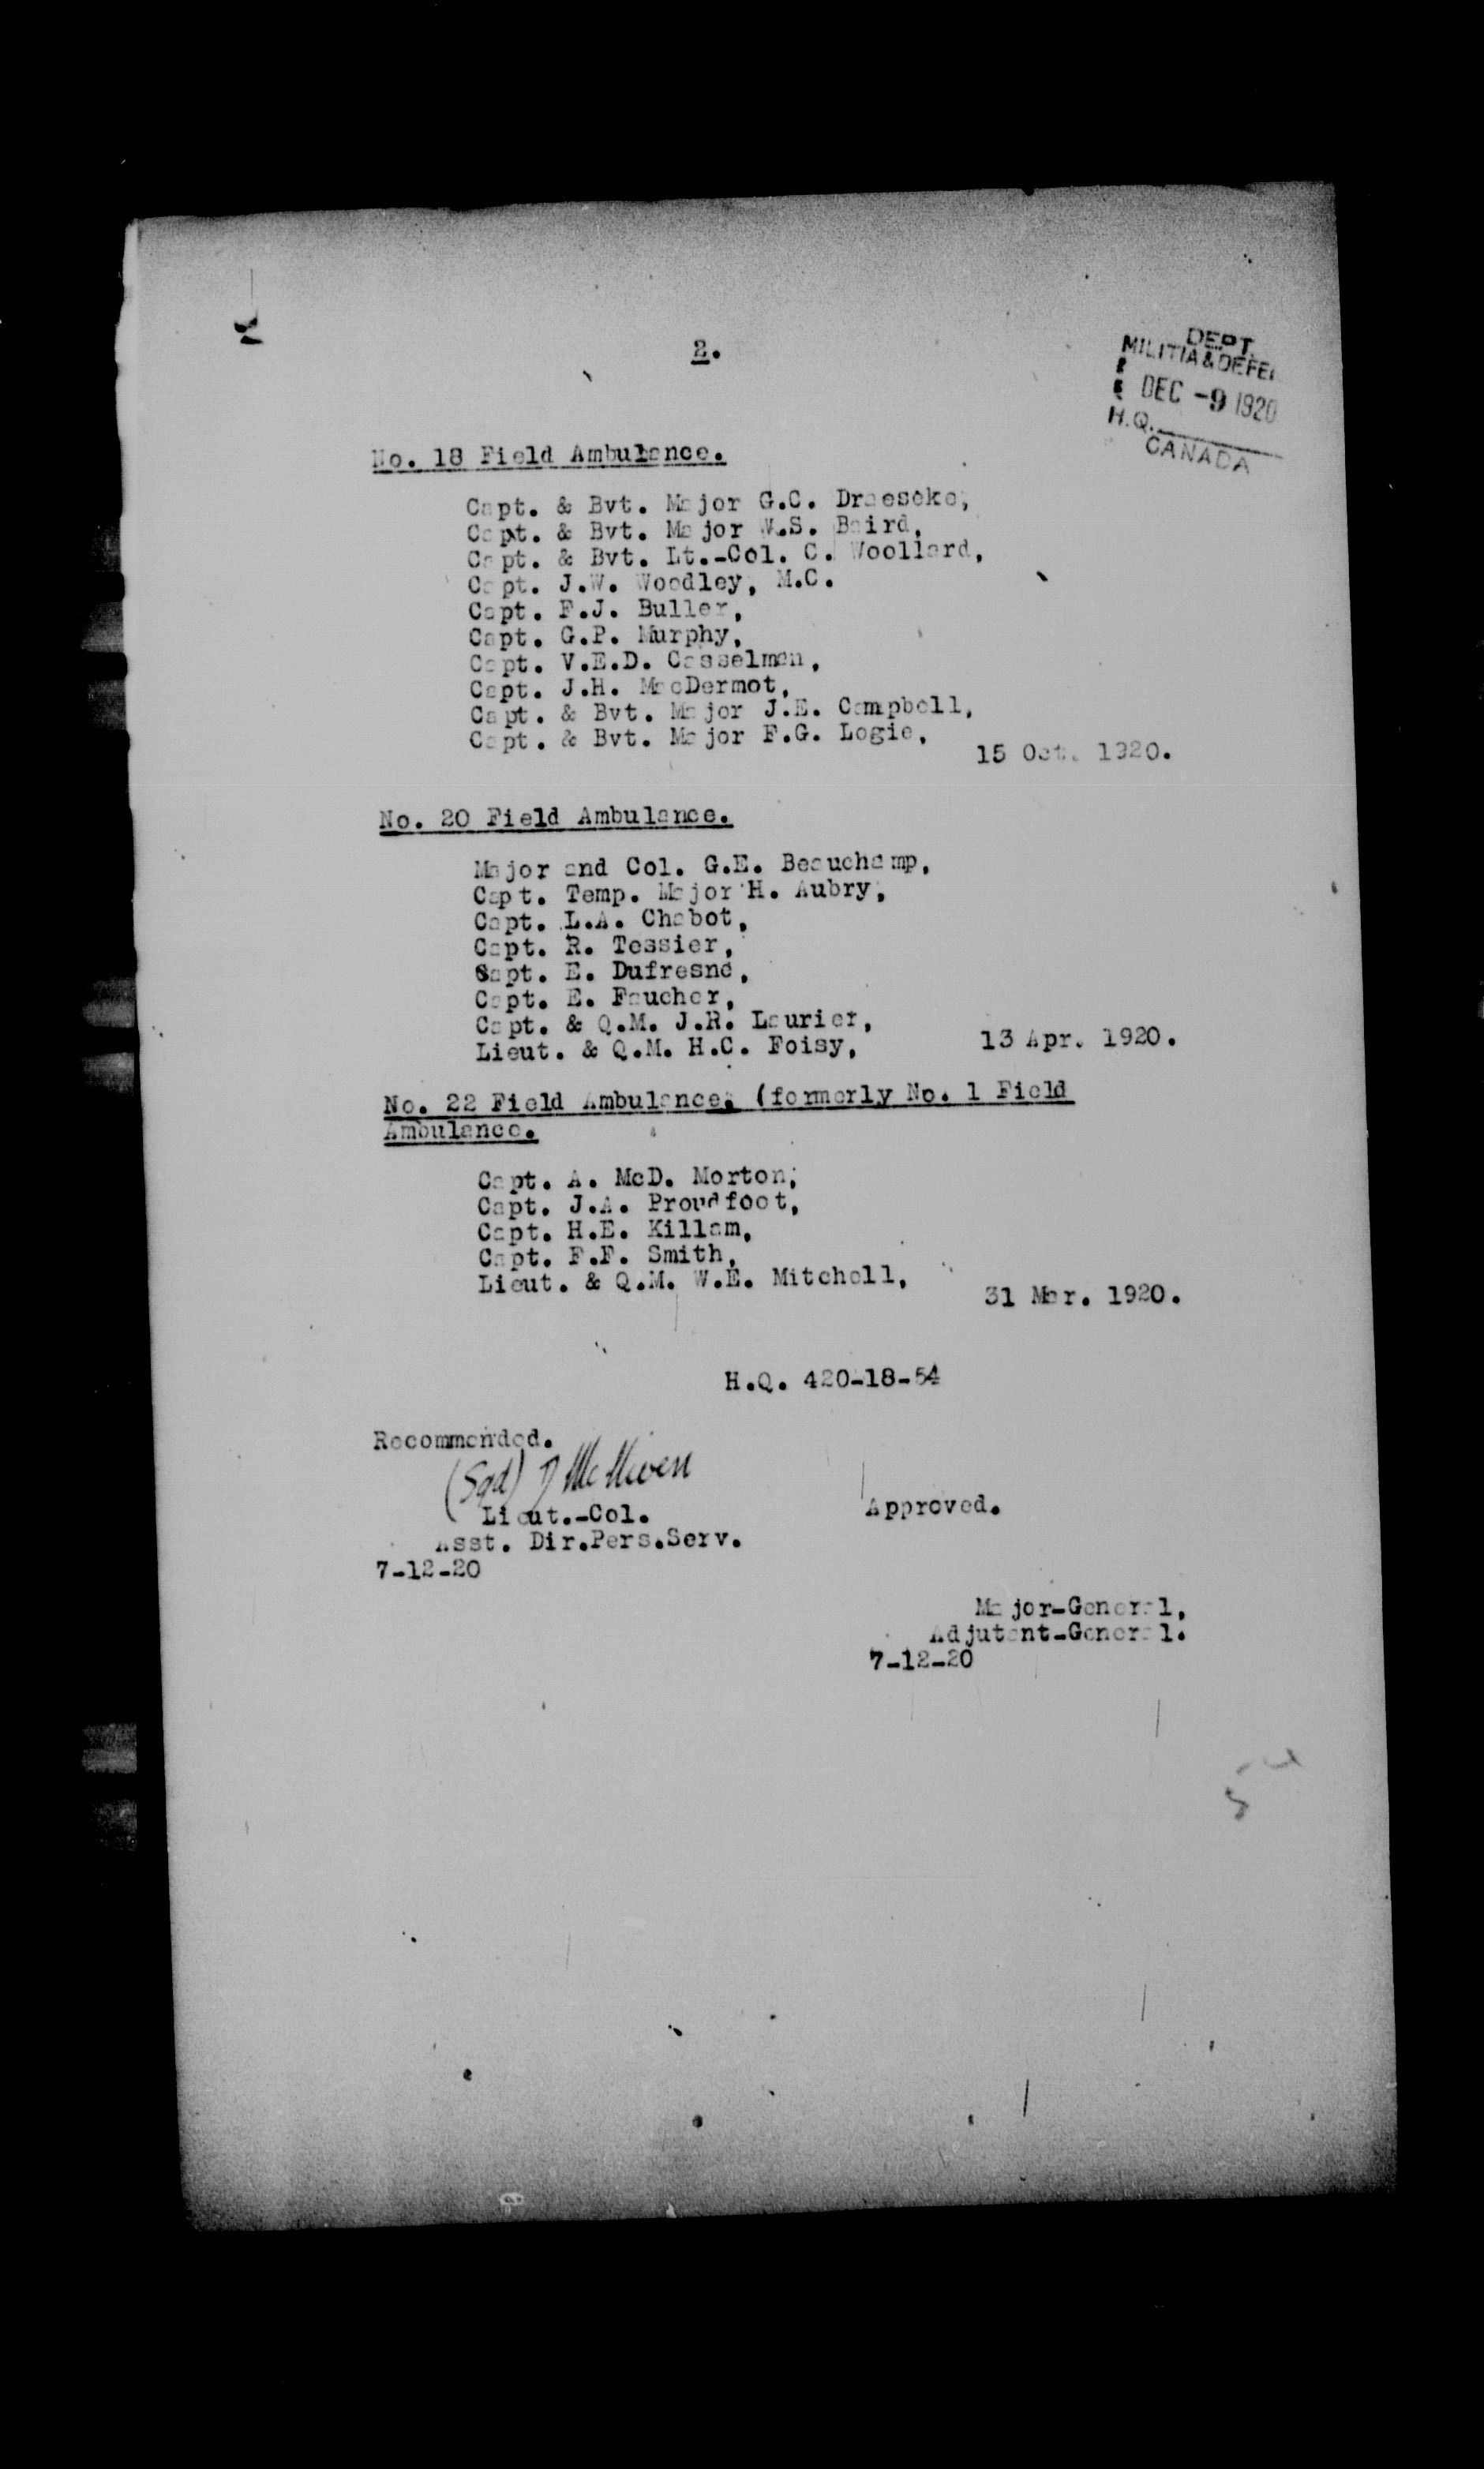 2.
DEPT.
MILITIA & DEFE
DEC -9 1920
H.Q.
CANADA
No. 18 Field Ambulance.
Capt. & Bvt. Major G.C. Draeseke,
Capt. & Bvt. Major W.S. Baird,
Capt. & Bvt. Lt.-Col. C. Woollard,
Capt. J.W. Woodley, M.C.
Capt. F.J. Buller,
Capt. G.P. Murphy,
Capt. V.E.D. Casselman,
Capt. J.H. MacDermot,
Capt. & Bvt. Major J.E. Campbell,
Capt. & Bvt. Major F.G. Logie,
15 Oct. 1920.
No. 20 Field Ambulance.
Major and Col. G.E. Beauchamp,
Capt. Temp. Major H. Aubry,
Capt. L.A. Chabot,
Capt. R. Tessier,
Capt. E. Dufresne,
Capt. E. Faucher,
Capt. & Q.M. J.R. Laurier,
Lieut. & Q.M. H.C. Foisy,
13 Apr. 1920.
No. 22 Field Ambulance, (formerly No. 1 Field
Ambulance.
Capt. A. McD. Morton,
Capt. J.A. Proudfoot,
Capt. H.E. Killam,
Capt. F.F. Smith,
Lieut. & Q.M. W.E. Mitchell,
31 Mar. 1920.
H.Q. 420-18-54
Recommended.
(Sgd)
Lieut.-Col.
Asst. Dir.Pers.Serv.
7-12-20
Approved.
Major-General,
Adjutant-General.
7-12-20